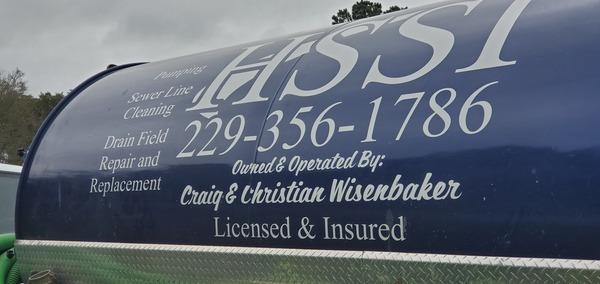 HSSI
Pumping
Sewer Line
Cleaning
Drain Field
Repair and
Replacement
229-356-1786
Owned & Operated By:
Craig & Christian Wisenbaker
Licensed & Insured